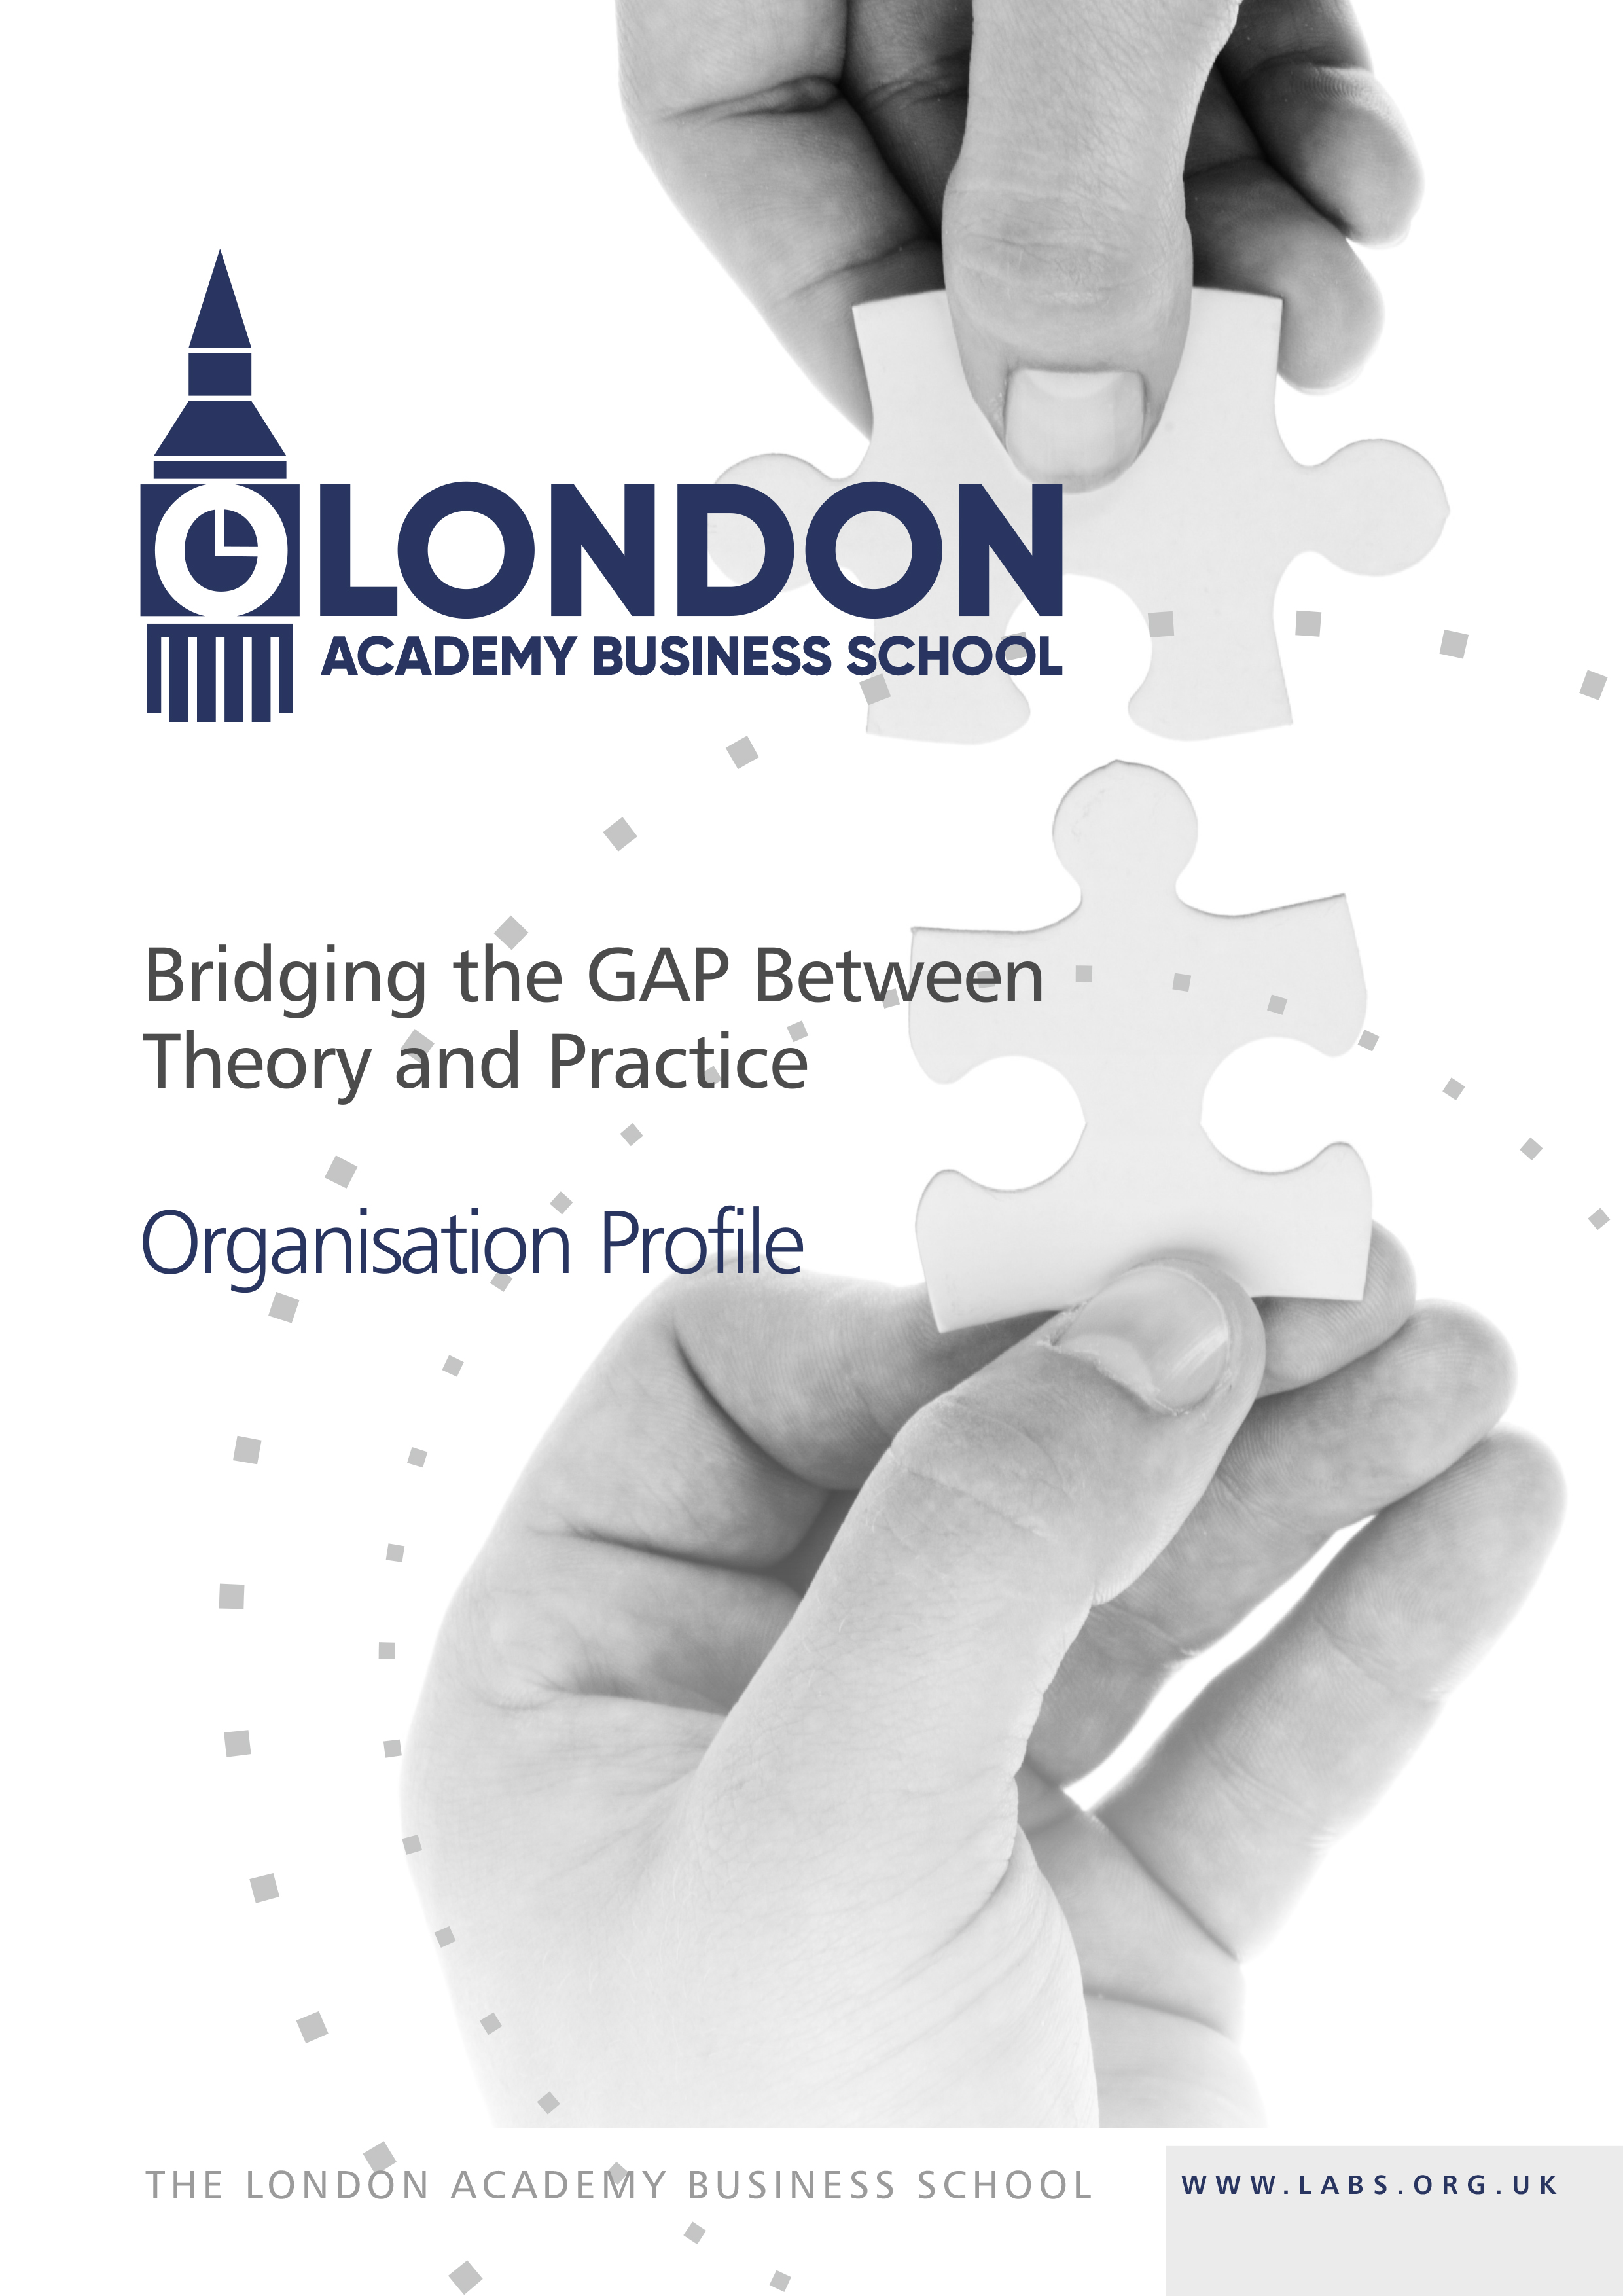 LONDON
ACADEMY BUSINESS SCHOOL
Bridging the GAP Between
Theory and Practice
Organisation Profile
THE LONDON ACADEMY BUSINESS SCHOOL
WWW.LABS.ORG.UK